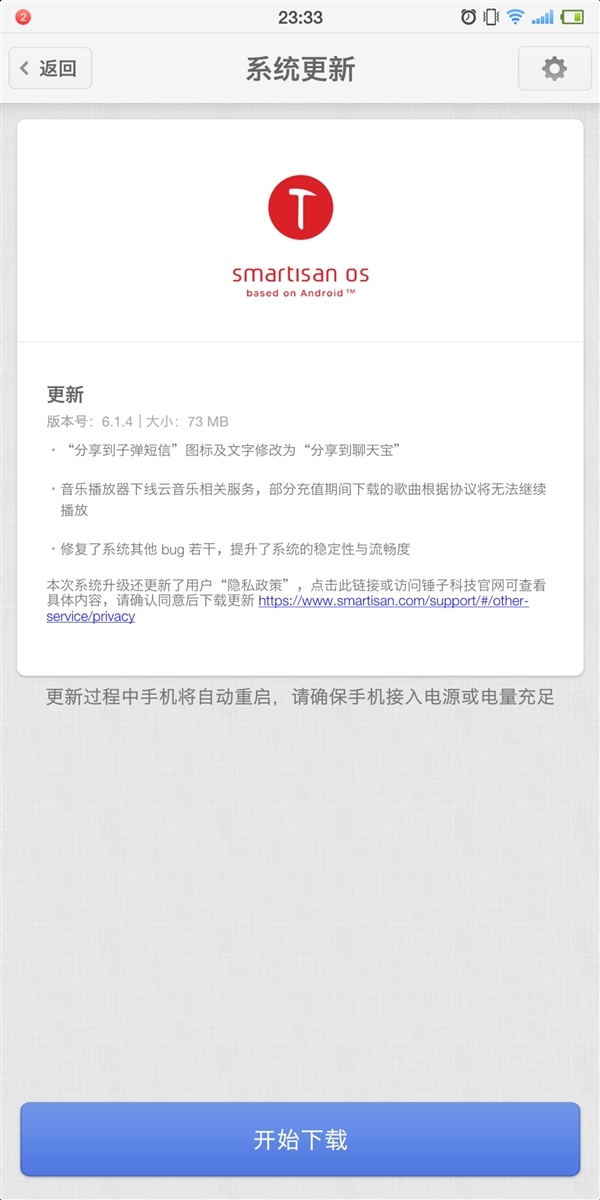 2
23:33
返回
系统更新
smartisan os
based on Android™
更新
版本号：6.1.4 | 大小：73 MB
• “分享到子弹短信”图标及文字修改为“分享到聊天宝”
• 音乐播放器下线云音乐相关服务，部分充值期间下载的歌曲根据协议将无法继续
播放
• 修复了系统其他 bug 若干，提升了系统的稳定性与流畅度
本次系统升级还更新了用户“隐私政策”，点击此链接或访问锤子科技官网可查看
具体内容，请确认同意后下载更新 https://www.smartisan.com/support/#/other-
service/privacy
更新过程中手机将自动重启，请确保手机接入电源或电量充足
开始下载